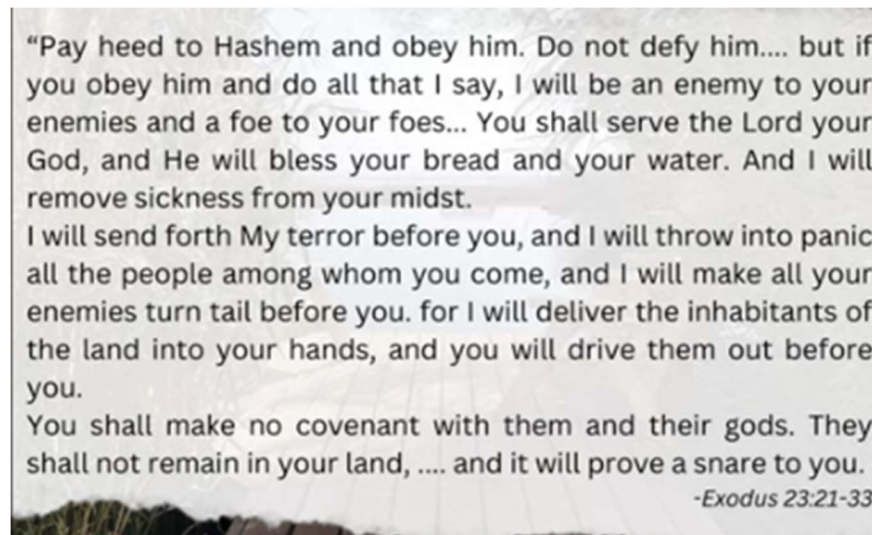 “Pay heed to Hashem and obey him. Do not defy him.... but if
you obey him and do all that I say, I will be an enemy to your
enemies and a foe to your foes... You shall serve the Lord your
God, and He will bless your bread and your water. And I will
remove sickness from your midst.
I will send forth My terror before you, and I will throw into panic
all the people among whom you come, and I will make all your
enemies turn tail before you. for I will deliver the inhabitants of
the land into your hands, and you will drive them out before
you.
You shall make no covenant with them and their gods. They
shall not remain in your land, .... and it will prove a snare to you.
-Exodus 23:21-33